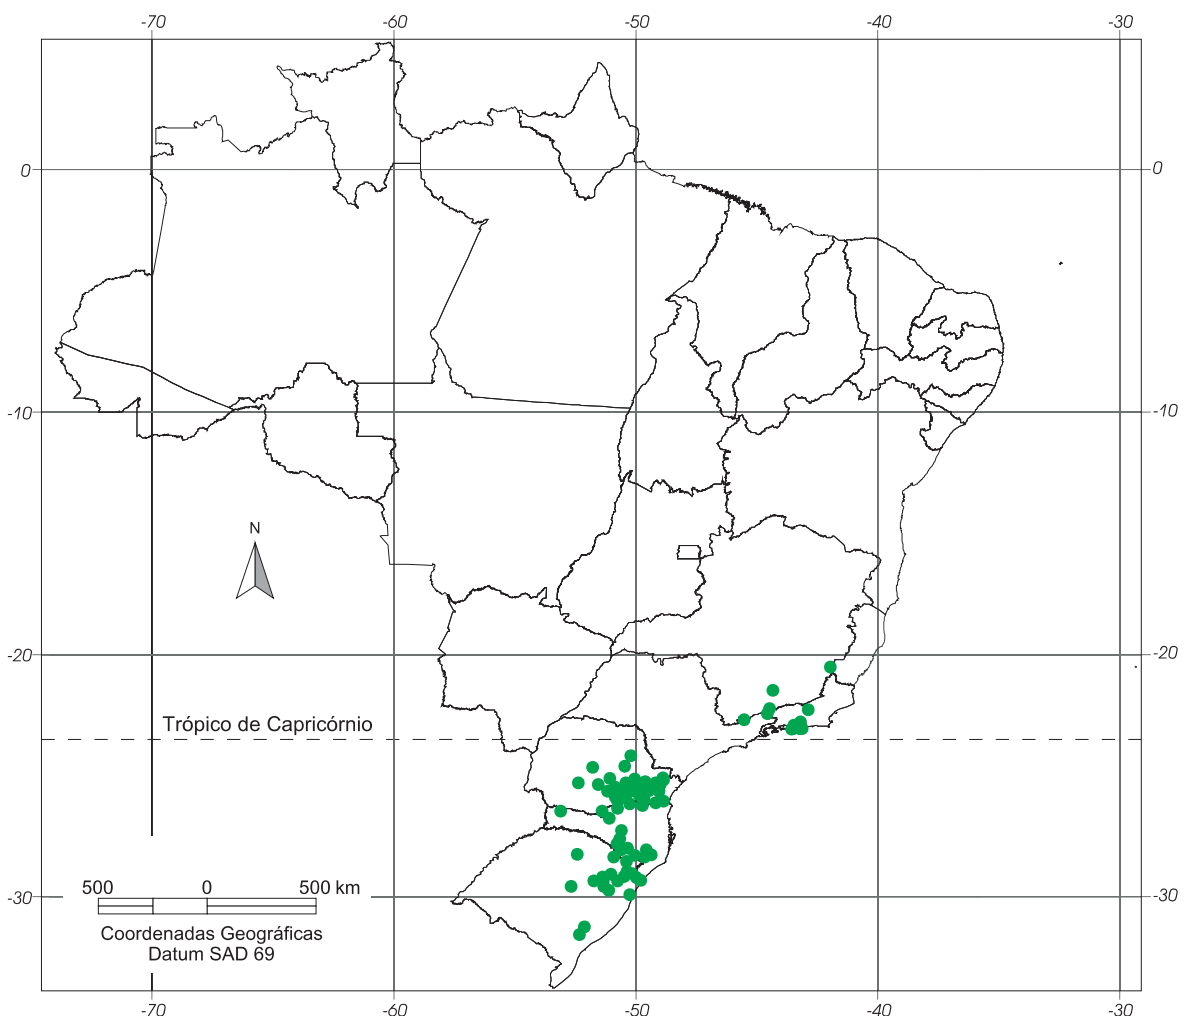 -70 -60 -50 -40 -30
0 0
-10 -10
N
-20 -20
Trópico de Capricórnio
500 0 500 km
-30 -30
Coordenadas Geográficas
Datum SAD 69
-70 -60 -50 -40 -30